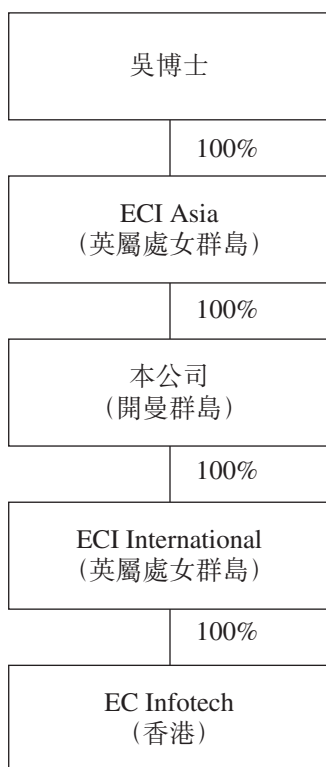 吳博士
100%
ECI Asia
（英屬處女群島）
100%
本公司
（開曼群島）
100%
ECI International
（英屬處女群島）
100%
EC Infotech
（香港）